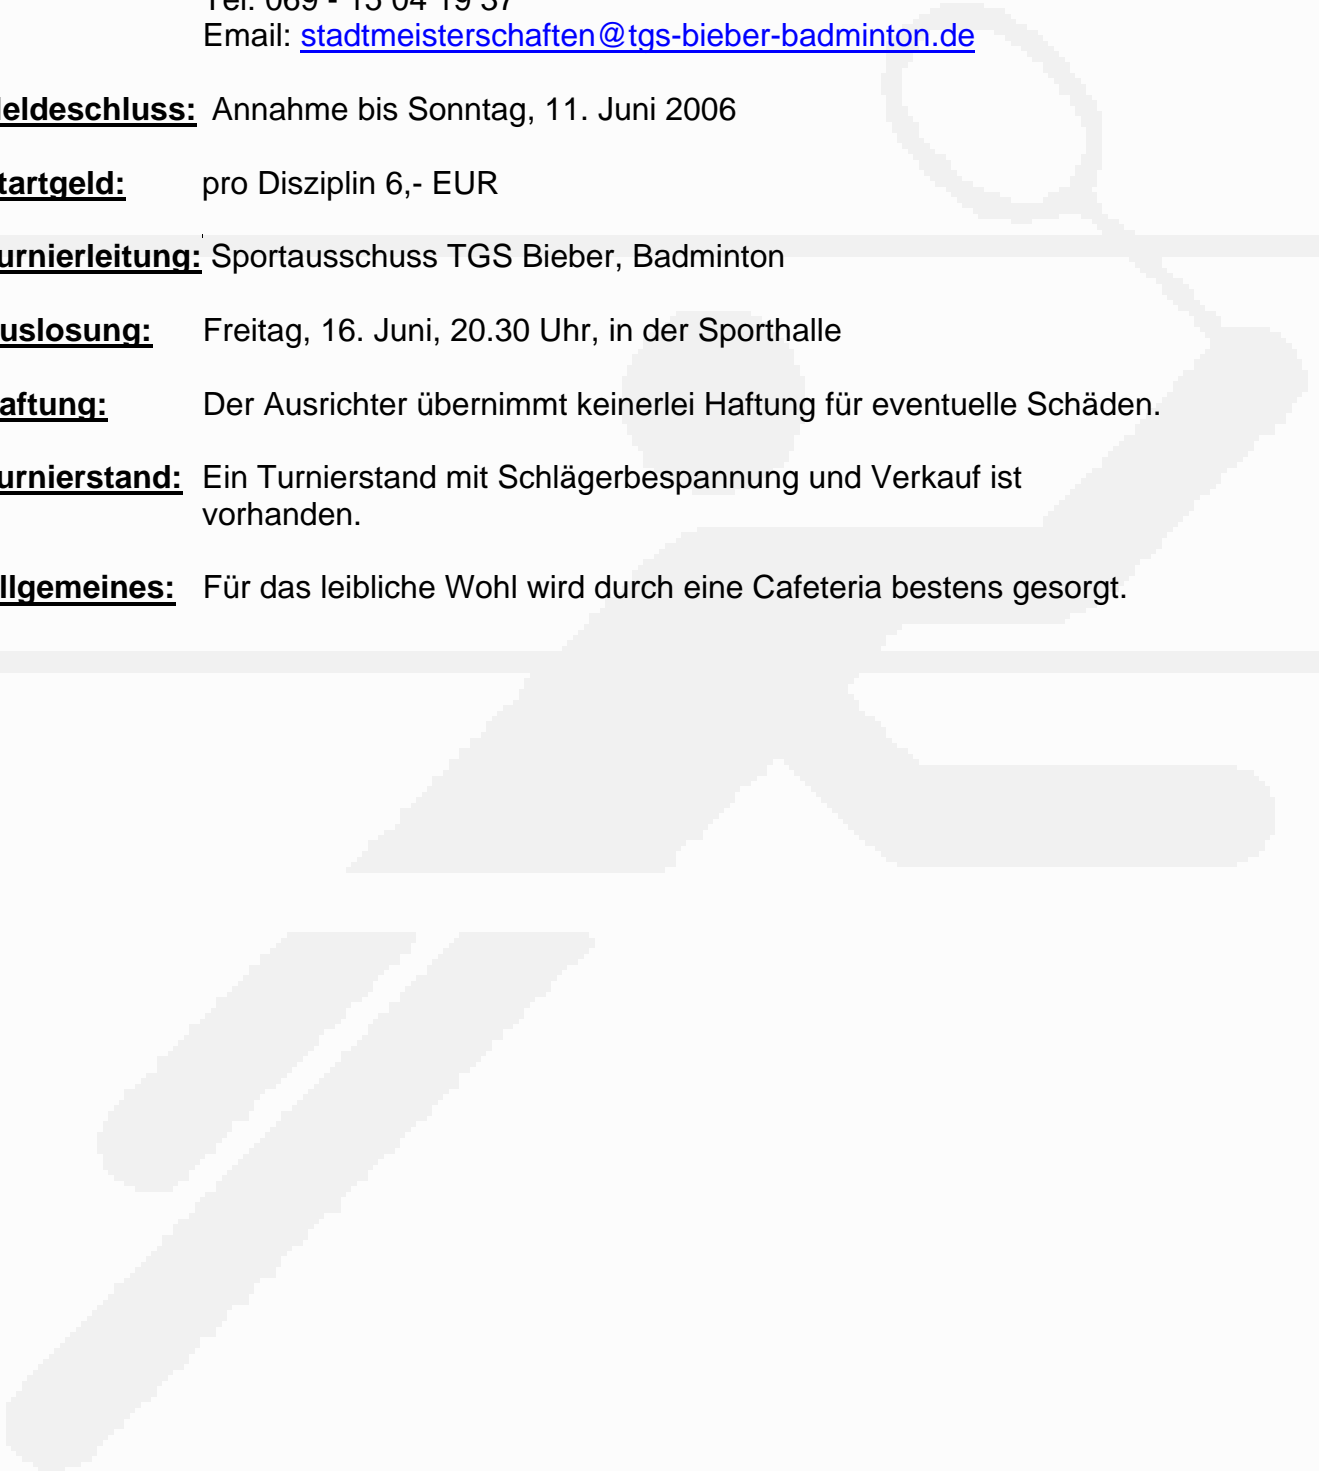 Tel: 069 - 15 04 19 37
Email: stadtmeisterschaften@tgs-bieber-badminton.de
eldeschluss: Annahme bis Sonntag, 11. Juni 2006
tartgeld: pro Disziplin 6,- EUR
urnierleitung: Sportausschuss TGS Bieber, Badminton
uslosung: Freitag, 16. Juni, 20.30 Uhr, in der Sporthalle
aftung: Der Ausrichter übernimmt keinerlei Haftung für eventuelle Schäden.
urnierstand: Ein Turnierstand mit Schlägerbespannung und Verkauf ist
vorhanden.
llgemeines: Für das leibliche Wohl wird durch eine Cafeteria bestens gesorgt.